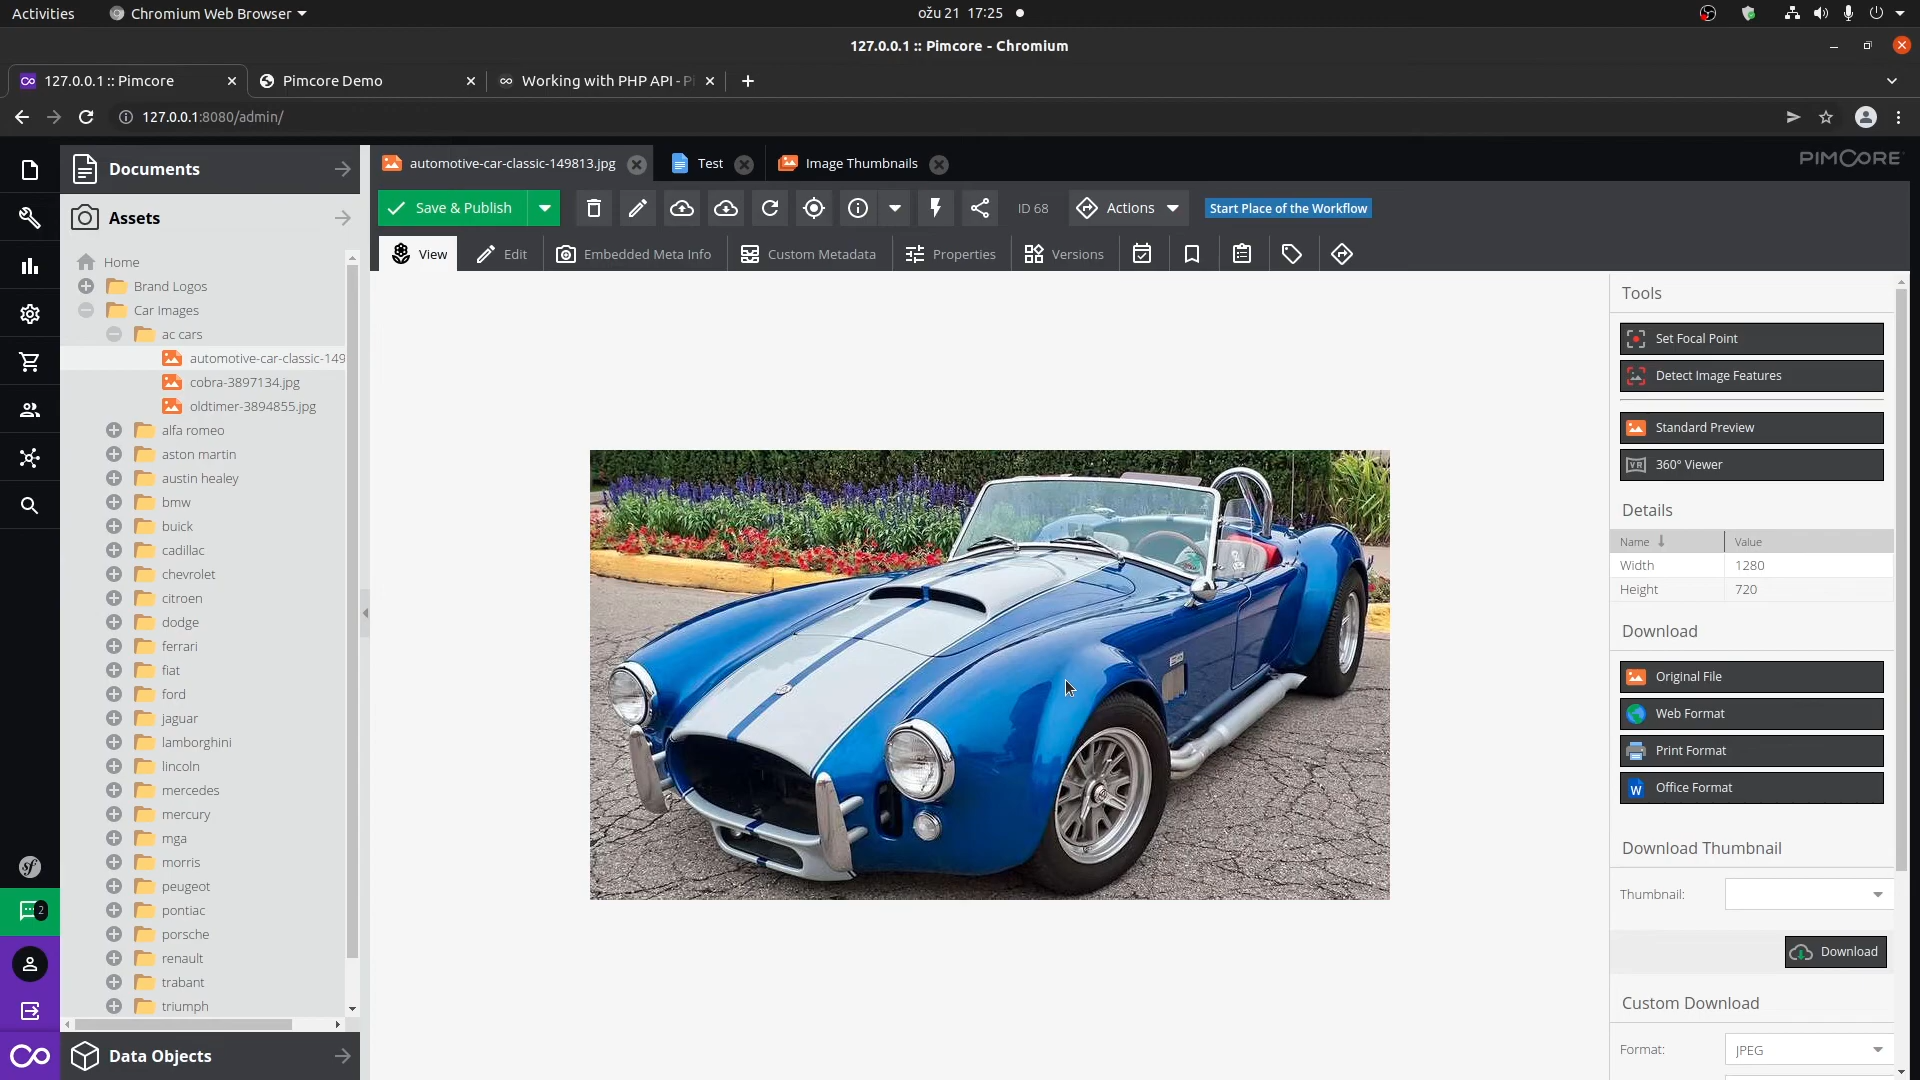 Activities
Chromium Web Browser
ožu 21 17:25
127.0.0.1 :: Pimcore - Chromium
127.0.0.1 :: Pimcore
Pimcore Demo
Working with PHP API - Pi
127.0.0.1:8080/admin/
Documents
Assets
Home
Brand Logos
Car Images
ac cars
automotive-car-classic-149
cobra-3897134.jpg
oldtimer-3894855.jpg
alfa romeo
aston martin
austin healey
bmw
buick
cadillac
chevrolet
citroen
dodge
ferrari
fiat
ford
jaguar
lamborghini
lincoln
mercedes
mercury
mga
morris
peugeot
pontiac
porsche
renault
trabant
triumph
Data Objects
2
automotive-car-classic-149813.jpg
Test
Image Thumbnails
PIMCORE
Save & Publish
ID 68
Actions
Start Place of the Workflow
View
Edit
Embedded Meta Info
Custom Metadata
Properties
Versions
Tools
Set Focal Point
Detect Image Features
Standard Preview
VR
360° Viewer
Details
Name
Value
Width
1280
Height
720
Download
Original File
Web Format
Print Format
W
Office Format
Download Thumbnail
Thumbnail:
Download
Custom Download
Format:
JPEG